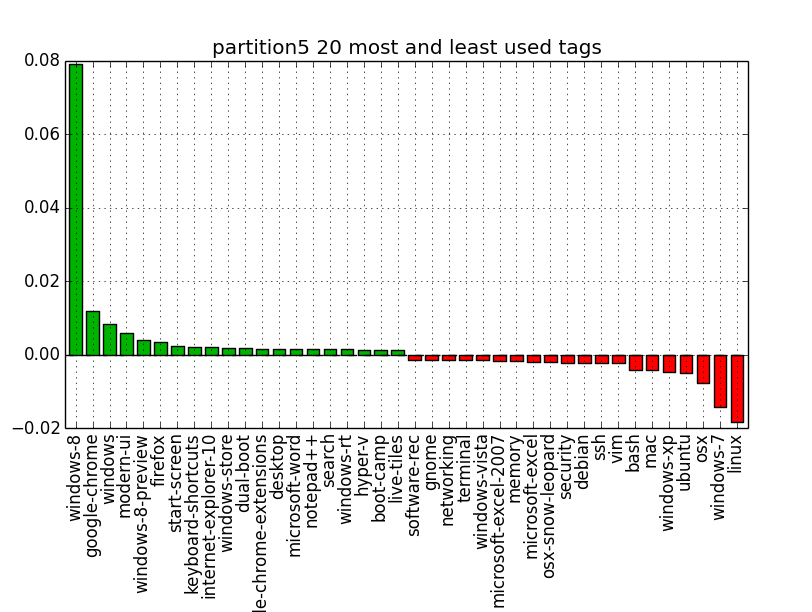 partition5 20 most and least used tags
0.08
0.06
0.04
0.02
0.00
−0.02
windows-8
google-chrome
windows
modern-ui
windows-8-preview
firefox
start-screen
keyboard-shortcuts
internet-explorer-10
windows-store
dual-boot
le-chrome-extensions
desktop
microsoft-word
notepad++
search
windows-rt
hyper-v
boot-camp
live-tiles
software-rec
gnome
networking
terminal
windows-vista
microsoft-excel-2007
memory
microsoft-excel
osx-snow-leopard
security
debian
ssh
vim
bash
mac
windows-xp
ubuntu
osx
windows-7
linux